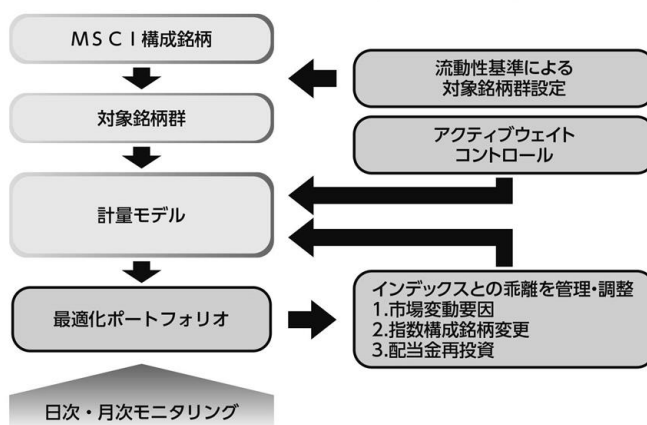 MSCI構成銘柄
流動性基準による
対象銘柄群設定
対象銘柄群
アクティブウェイト
コントロール
計量モデル
最適化ポートフォリオ
インデックスとの乖離を管理・調整
1.市場変動要因
2.指数構成銘柄変更
3.配当金再投資
日次・月次モニタリング